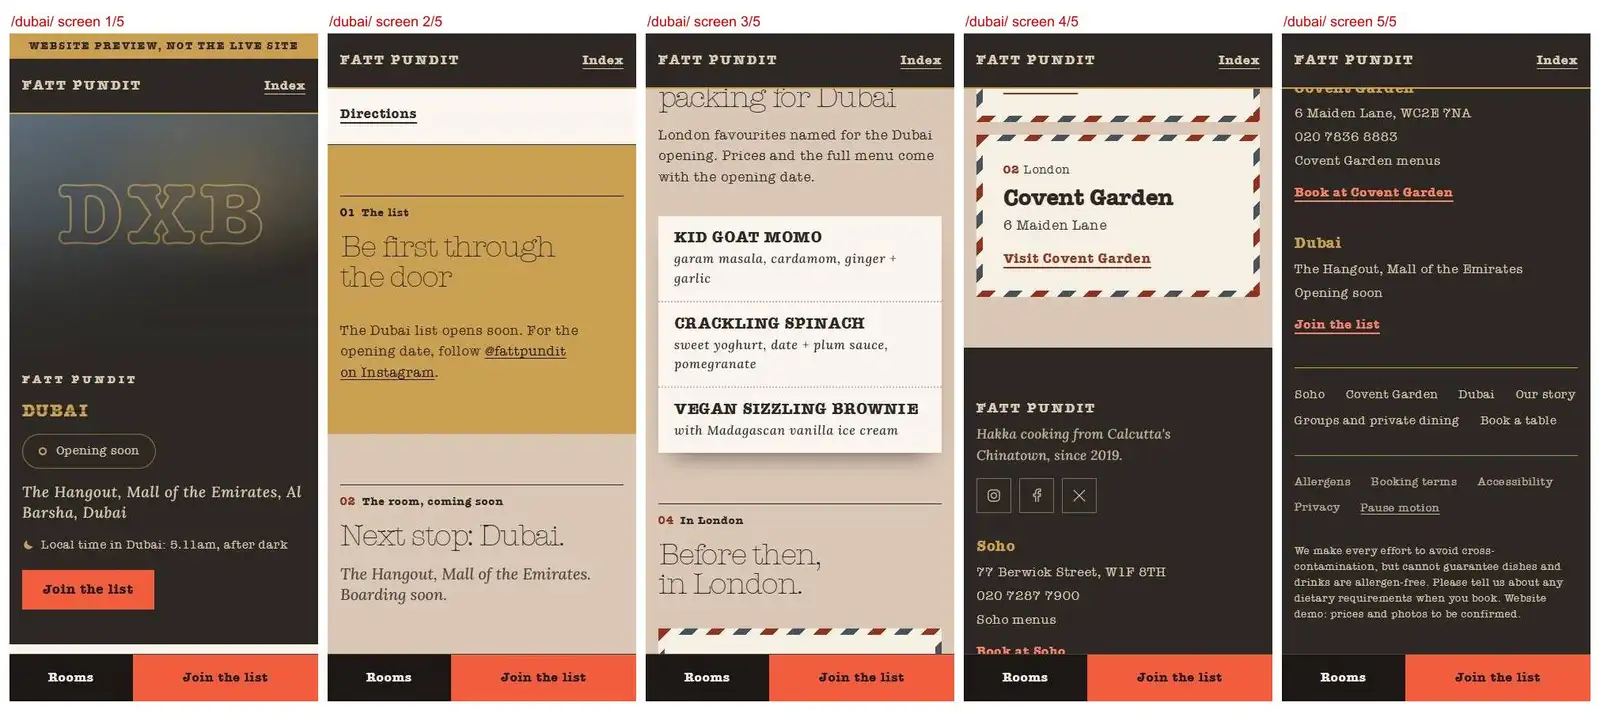 /dubai/ screen 1/5
WEBSITE PREVIEW, NOT THE LIVE SITE
FATT PUNDIT
Index
DXB
FATT PUNDIT
DUBAI
Opening soon
The Hangout, Mall of the Emirates, Al
Barsha, Dubai
Local time in Dubai: 5.11am, after dark
Join the list
Rooms
Join the list
/dubai/ screen 2/5
FATT PUNDIT
Index
Directions
01 The list
Be first through
the door
The Dubai list opens soon. For the
opening date, follow @fattpundit
on Instagram.
02 The room, coming soon
Next stop: Dubai.
The Hangout, Mall of the Emirates.
Boarding soon.
Rooms
Join the list
/dubai/ screen 3/5
FATT PUNDIT
Index
packing for Dubai
London favourites named for the Dubai
opening. Prices and the full menu come
with the opening date.
KID GOAT MOMO
garam masala, cardamom, ginger +
garlic
CRACKLING SPINACH
sweet yoghurt, date + plum sauce,
pomegranate
VEGAN SIZZLING BROWNIE
with Madagascan vanilla ice cream
04 In London
Before then,
in London.
Rooms
Join the list
/dubai/ screen 4/5
FATT PUNDIT
Index
02 London
Covent Garden
6 Maiden Lane
Visit Covent Garden
FATT PUNDIT
Hakka cooking from Calcutta's
Chinatown, since 2019.
Soho
77 Berwick Street, W1F 8TH
020 7287 7900
Soho menus
Book at Soho
Rooms
Join the list
/dubai/ screen 5/5
FATT PUNDIT
Index
Covent Garden
6 Maiden Lane, WC2E 7NA
020 7836 8883
Covent Garden menus
Book at Covent Garden
Dubai
The Hangout, Mall of the Emirates
Opening soon
Join the list
Soho Covent Garden Dubai Our story
Groups and private dining Book a table
Allergens Booking terms Accessibility
Privacy Pause motion
We make every effort to avoid cross-
contamination, but cannot guarantee dishes and
drinks are allergen-free. Please tell us about any
dietary requirements when you book. Website
demo: prices and photos to be confirmed.
Rooms
Join the list